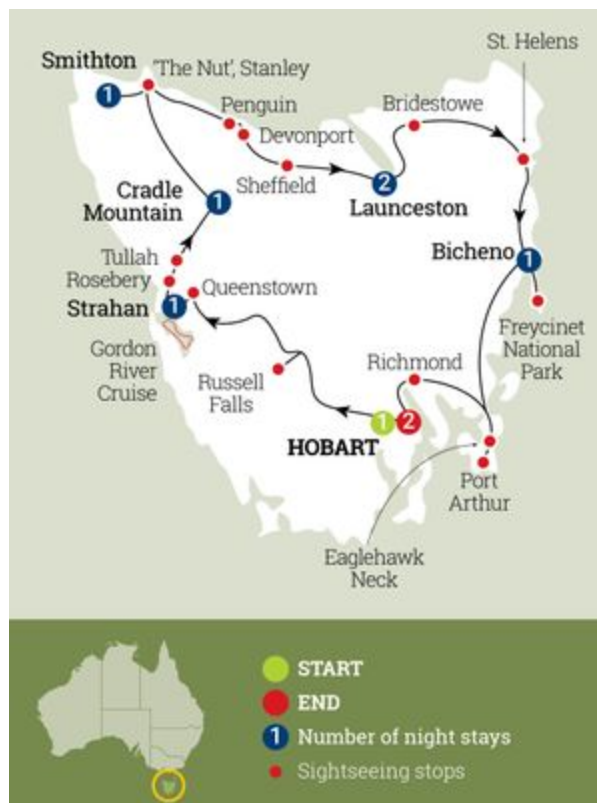 St. Helens
Smithton
'The Nut', Stanley
1
Penguin
Bridestowe
Devonport
Sheffield
2
Launceston
Cradle
Mountain
1
Bicheno
1
Tullah
Rosebery
Queenstown
Strahan
1
Freycinet
National
Park
Gordon
River
Cruise
Russell
Falls
Richmond
HOBART
1
2
Port
Arthur
Eaglehawk
Neck
START
END
1 Number of night stays
Sightseeing stops